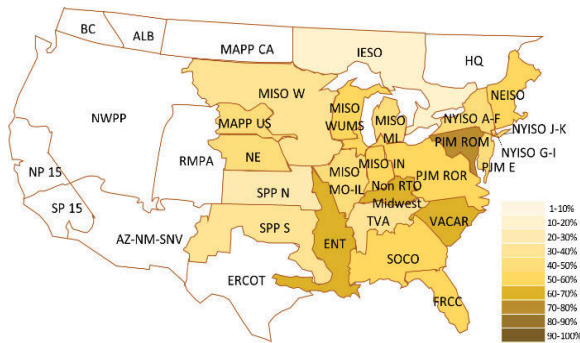 BC
ALB
MAPP CA
IESO
HQ
NWPP
MISO W
MISO
WUMS
MISO
MI
NEISO
NYISO A-F
NYISO J-K
NYISO G-I
MAPP US
PJM ROM
PJM E
RMPA
NE
MISO
MO-IL
MISO IN
PJM ROR
NP 15
SPP N
Non RTO
Midwest
SP 15
AZ-NM-SNV
SPP S
TVA
VACAR
ENT
SOCO
ERCOT
FRCC
1-10%
10-20%
20-30%
30-40%
40-50%
50-60%
60-70%
70-80%
80-90%
90-100%